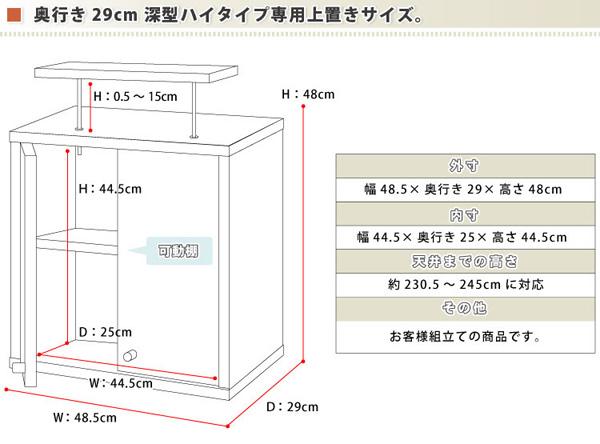 奥行き 29cm 深型ハイタイプ専用上置きサイズ。
H：0.5～15cm
H：48cm
H：44.5cm
可動棚
D：25cm
W：44.5cm
W：48.5cm
D：29cm
外寸
幅 48.5× 奥行き 29× 高さ 48cm
内寸
幅 44.5× 奥行き 25× 高さ 44.5cm
天井までの高さ
約 230.5～245cm に対応
その他
お客様組立ての商品です。